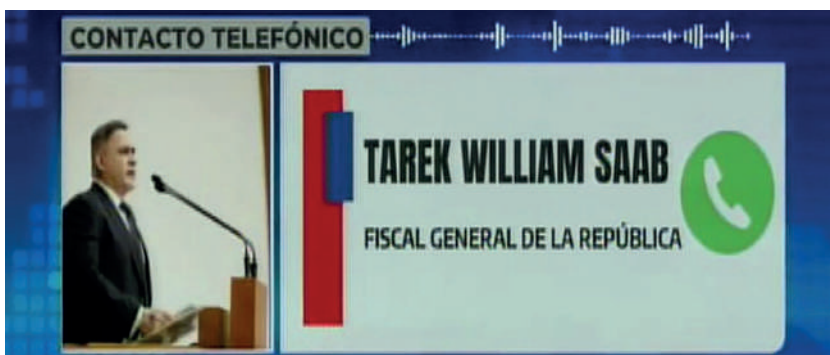 CONTACTO TELEFÓNICO
TAREK WILLIAM SAAB
FISCAL GENERAL DE LA REPÚBLICA